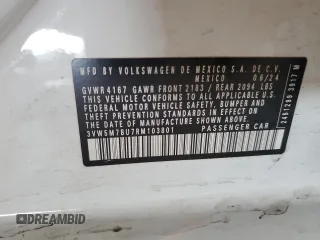 MFD BY VOLKSWAGEN DE MEXICO S.A. DE C.V.
MEXICO 06/24
GVWR 4167 GAWR FRONT 2183 / REAR 2094 LBS
THIS VEHICLE CONFORMS TO ALL APPLICABLE U.S.
FEDERAL MOTOR VEHICLE SAFETY, BUMPER AND
THEFT PREVENTION STANDARDS IN EFFECT ON
THE DATE OF MANUFACTURE SHOWN ABOVE.
3VW5M7BU7RM103801 PASSENGER CAR
AUTOBIDMASTER